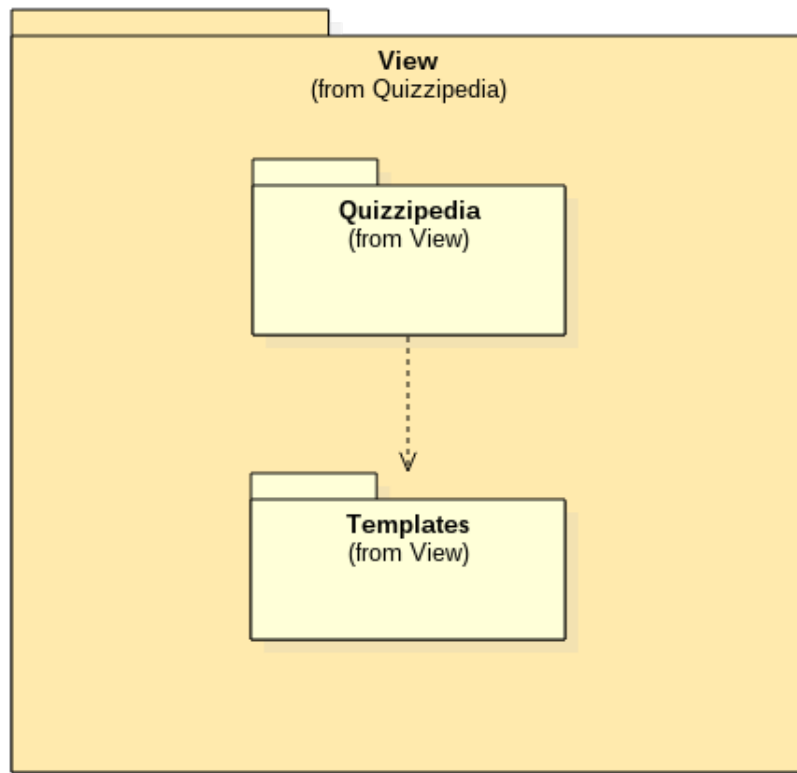 View
(from Quizzipedia)
Quizzipedia
(from View)
Templates
(from View)